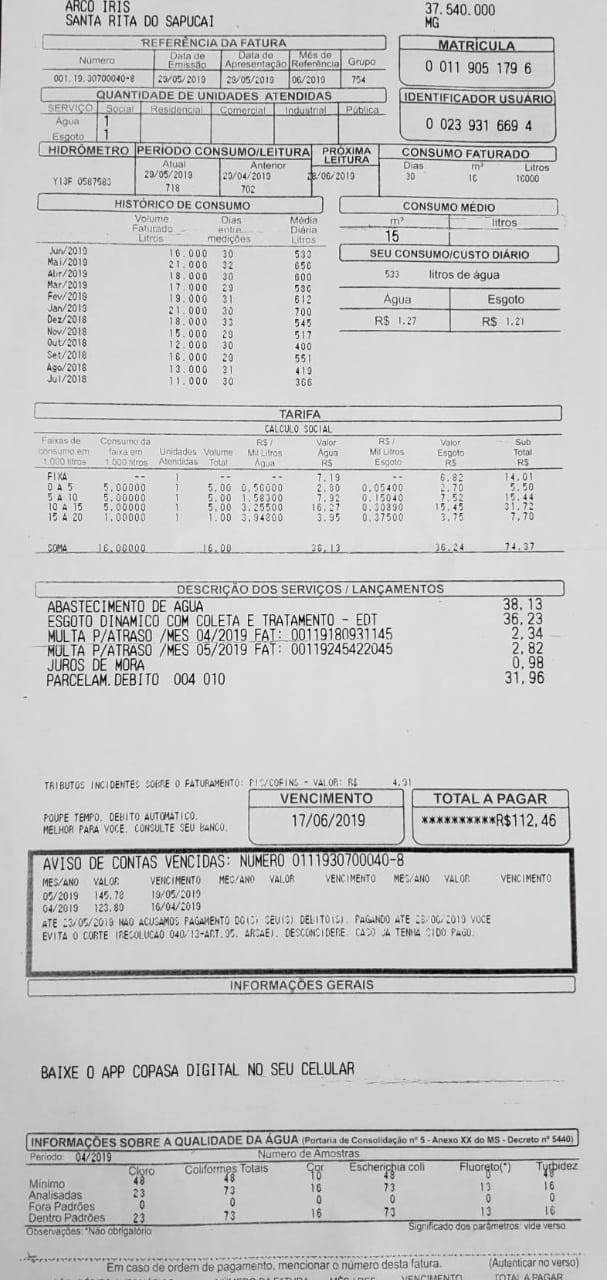 ARCO IRIS 37.540.000
SANTA RITA DO SAPUCAI MG
REFERÊNCIA DA FATURA
Número Data de Emissão Data de Apresentação Mês de Referência Grupo
001.19.30700040-8 29/05/2019 29/05/2019 06/2019 754
MATRÍCULA
0 011 905 179 6
QUANTIDADE DE UNIDADES ATENDIDAS
SERVIÇO Social Residencial Comercial Industrial Pública
Água 1
Esgoto 1
IDENTIFICADOR USUÁRIO
0 023 931 669 4
HIDRÔMETRO PERÍODO CONSUMO/LEITURA PRÓXIMA LEITURA CONSUMO FATURADO
Atual Anterior Dias m³ Litros
Y13F 0587583 29/05/2019 29/04/2019 28/06/2019 30 16 16000
718 702
HISTÓRICO DE CONSUMO
Volume Faturado Litros Dias entre medições Média Diária Litros
Jun/2019 16.000 30 533
Mai/2019 21.000 32 656
Abr/2019 18.000 30 600
Mar/2019 17.000 29 586
Fev/2019 19.000 31 612
Jan/2019 21.000 30 700
Dez/2018 18.000 33 545
Nov/2018 15.000 29 517
Out/2018 12.000 30 400
Set/2018 16.000 29 551
Ago/2018 13.000 31 419
Jul/2018 11.000 30 366
CONSUMO MÉDIO
m³ litros
15
SEU CONSUMO/CUSTO DIÁRIO
533 litros de água
Água Esgoto
R$ 1,27 R$ 1,21
TARIFA
CALCULO SOCIAL
Faixas de consumo em 1.000 litros Consumo da faixa em 1.000 litros Unidades Atendidas Volume Total R$ / Mil Litros Água Valor Água R$ R$ / Mil Litros Esgoto Valor Esgoto R$ Sub Total R$
FIXA -- 1 -- -- 7,19 -- 6,82 14,01
0 A 5 5,00000 1 5,00 0,56000 2,80 0,05400 2,70 5,50
5 A 10 5,00000 1 5,00 1,58300 7,92 0,15040 7,52 15,44
10 A 15 5,00000 1 5,00 3,25500 16,27 0,30890 15,45 31,72
15 A 20 1,00000 1 1,00 3,94800 3,95 0,37500 3,75 7,70
SOMA 16,00000 16,00 38,13 36,24 74,37
DESCRIÇÃO DOS SERVIÇOS / LANÇAMENTOS
ABASTECIMENTO DE AGUA 38,13
ESGOTO DINAMICO COM COLETA E TRATAMENTO - EDT 36,23
MULTA P/ATRASO /MES 04/2019 FAT: 00119180931145 2,34
MULTA P/ATRASO /MES 05/2019 FAT: 00119245422045 2,82
JUROS DE MORA 0,98
PARCELAM.DEBITO 004 010 31,96
TRIBUTOS INCIDENTES SOBRE O FATURAMENTO: PIS/COFINS - VALOR: R$ 4,91
POUPE TEMPO. DEBITO AUTOMATICO.
MELHOR PARA VOCE. CONSULTE SEU BANCO.
VENCIMENTO
17/06/2019
TOTAL A PAGAR
**********R$112,46
AVISO DE CONTAS VENCIDAS: NUMERO 0111930700040-8
MES/ANO VALOR VENCIMENTO MES/ANO VALOR VENCIMENTO MES/ANO VALOR VENCIMENTO
05/2019 145,78 19/05/2019
04/2019 123,80 16/04/2019
ATE 23/05/2019 NAO ACUSAMOS PAGAMENTO DO(S) SEU(S) DEBITO(S). PAGANDO ATE 28/06/2019 VOCE
EVITA O CORTE (RESOLUCAO 040/13-ART.95, ARSAE). DESCONSIDERE, CASO JA TENHA SIDO PAGO.
INFORMAÇÕES GERAIS
BAIXE O APP COPASA DIGITAL NO SEU CELULAR
INFORMAÇÕES SOBRE A QUALIDADE DA ÁGUA (Portaria de Consolidação nº 5 - Anexo XX do MS - Decreto nº 5440)
Período: 04/2019 Número de Amostras
Cloro Coliformes Totais Cor Escherichia coli Fluoreto(*) Turbidez
Mínimo 48 48 10 48 48
Analisadas 23 73 16 73 13 16
Fora Padrões 0 0 0 0 0 0
Dentro Padrões 23 73 16 73 13 16
Observações: *Não obrigatório Significado dos parâmetros: vide verso
Em caso de ordem de pagamento, mencionar o número desta fatura. (Autenticar no verso)
VENCIMENTO TOTAL A PAGAR